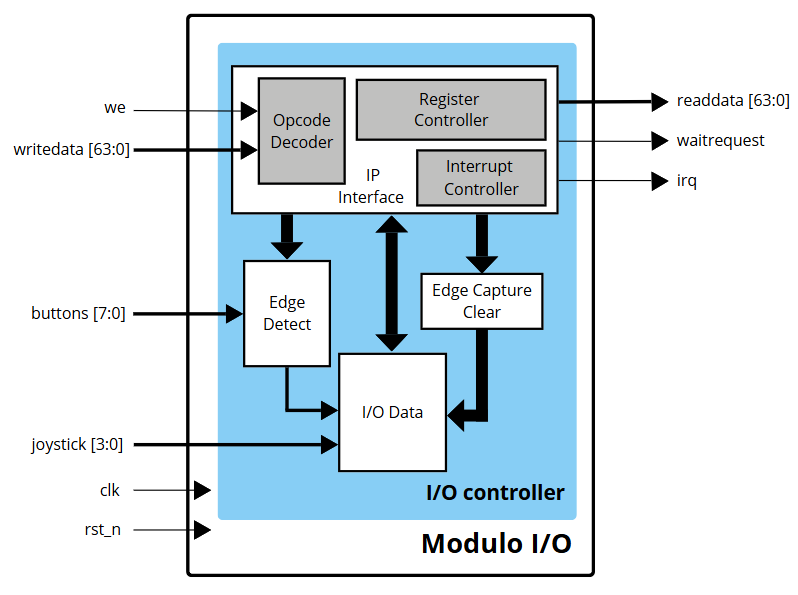 we
writedata [63:0]
buttons [7:0]
joystick [3:0]
clk
rst_n
Opcode
Decoder
Register
Controller
IP
Interface
Interrupt
Controller
Edge
Detect
Edge Capture
Clear
I/O Data
I/O controller
Modulo I/O
readdata [63:0]
waitrequest
irq